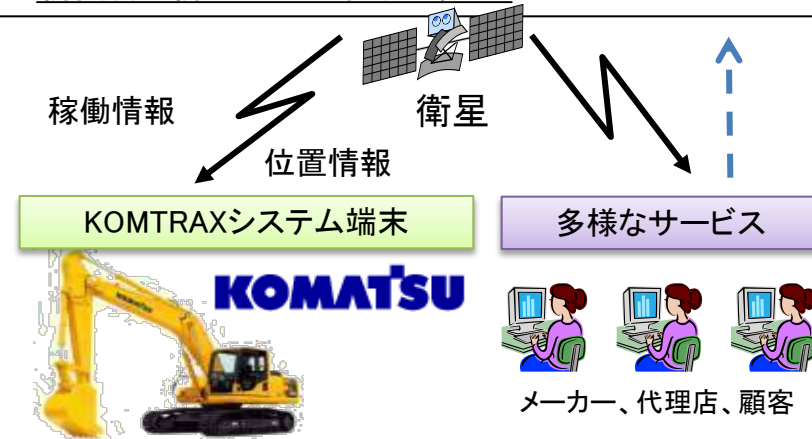 衛星
稼働情報
位置情報
KOMTRAXシステム端末
多様なサービス
KOMATSU
メーカー、代理店、顧客